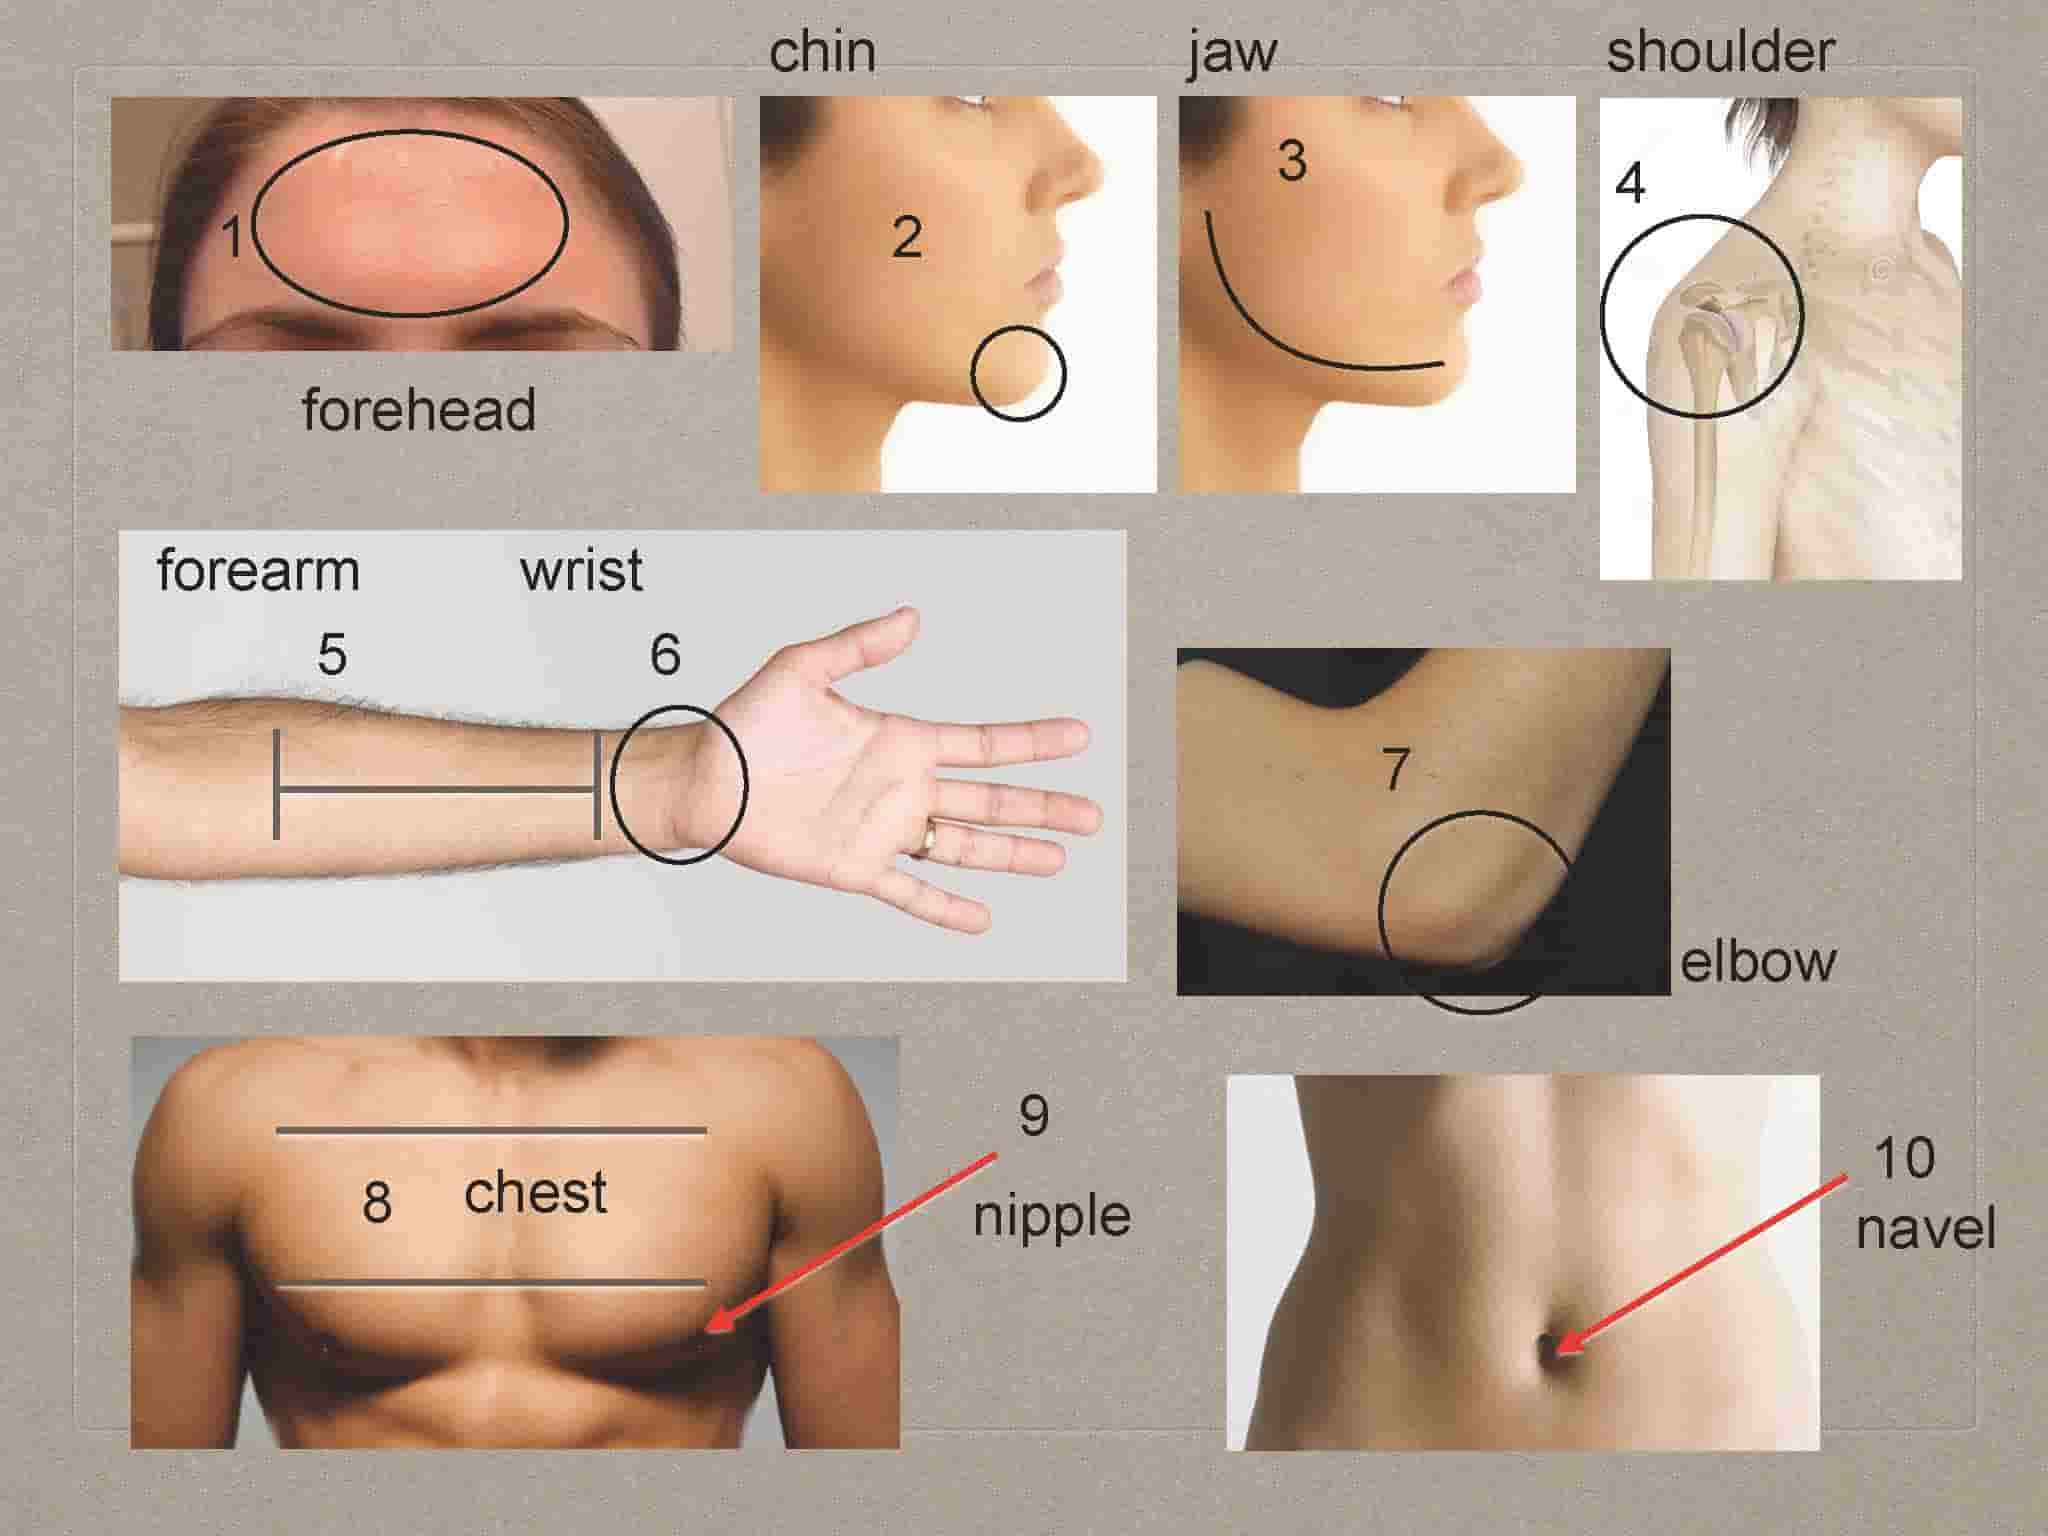 chin
jaw
shoulder
1
2
3
4
forehead
forearm
wrist
5
6
7
elbow
8
chest
9
nipple
10
navel